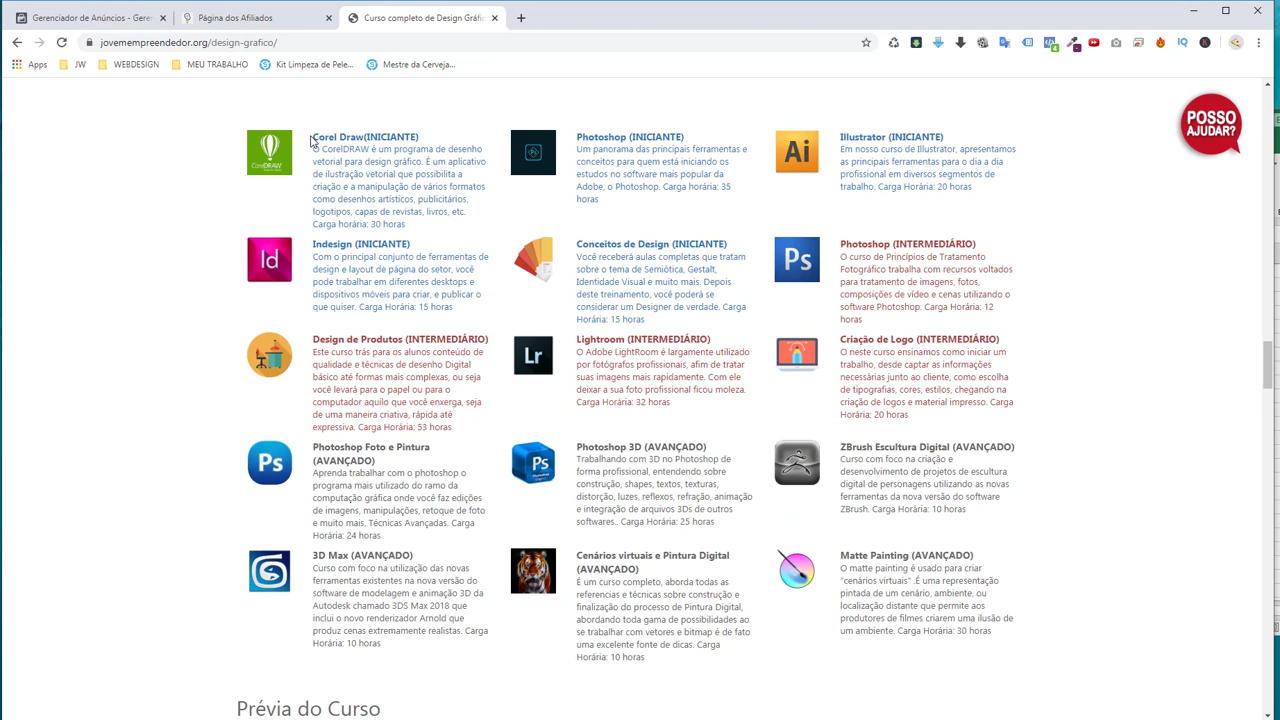 Gerenciador de Anúncios - Geren
Página dos Afiliados
Curso completo de Design Gráfic
jovemempreendedor.org/design-grafico/
Apps
JW
WEBDESIGN
MEU TRABALHO
Kit Limpeza de Pele...
Mestre da Cerveja...
POSSO
AJUDAR?
CorelDRAW
Corel Draw(INICIANTE)
O CorelDRAW é um programa de desenho
vetorial para design gráfico. É um aplicativo
de ilustração vetorial que possibilita a
criação e a manipulação de vários formatos
como desenhos artísticos, publicitários,
logotipos, capas de revistas, livros, etc.
Carga horária: 30 horas
Photoshop (INICIANTE)
Um panorama das principais ferramentas e
conceitos para quem está iniciando os
estudos no software mais popular da
Adobe, o Photoshop. Carga horária: 35
horas
Ai
Illustrator (INICIANTE)
Em nosso curso de Illustrator, apresentamos
as principais ferramentas para o dia a dia
profissional em diversos segmentos de
trabalho. Carga Horária: 20 horas
Id
Indesign (INICIANTE)
Com o principal conjunto de ferramentas de
design e layout de página do setor, você
pode trabalhar em diferentes desktops e
dispositivos móveis para criar, e publicar o
que quiser. Carga Horária: 15 horas
Conceitos de Design (INICIANTE)
Você receberá aulas completas que tratam
sobre o tema de Semiótica, Gestalt,
Identidade Visual e muito mais. Depois
deste treinamento, você poderá se
considerar um Designer de verdade. Carga
Horária: 15 horas
Ps
Photoshop (INTERMEDIÁRIO)
O curso de Princípios de Tratamento
Fotográfico trabalha com recursos voltados
para tratamento de imagens, fotos,
composições de vídeo e cenas utilizando o
software Photoshop. Carga Horária: 12
horas
Design de Produtos (INTERMEDIÁRIO)
Este curso trás para os alunos conteúdo de
qualidade e técnicas de desenho Digital
básico até formas mais complexas, ou seja
você levará para o papel ou para o
computador aquilo que você enxerga, seja
de uma maneira criativa, rápida até
expressiva. Carga Horária: 53 horas
Lr
Lightroom (INTERMEDIÁRIO)
O Adobe LightRoom é largamente utilizado
por fotógrafos profissionais, afim de tratar
suas imagens mais rapidamente. Com ele
deixar a sua foto profissional ficou moleza.
Carga Horária: 32 horas
Criação de Logo (INTERMEDIÁRIO)
O neste curso ensinamos como iniciar um
trabalho, desde captar as informações
necessárias junto ao cliente, como escolha
de tipografias, cores, estilos, chegando na
criação de logos e material impresso. Carga
Horária: 20 horas
Ps
Photoshop Foto e Pintura
(AVANÇADO)
Aprenda trabalhar com o photoshop o
programa mais utilizado do ramo da
computação gráfica onde você faz edições
de imagens, manipulações, retoque de foto
e muito mais. Técnicas Avançadas. Carga
Horária: 24 horas
Ps
Photoshop 3D (AVANÇADO)
Trabalhando com 3D no Photoshop de
forma profissional, entendendo sobre
construção, shapes, textos, texturas,
distorção, luzes, reflexos, refração, animação
e integração de arquivos 3Ds de outros
softwares.. Carga Horária: 25 horas
ZBrush Escultura Digital (AVANÇADO)
Curso com foco na criação e
desenvolvimento de projetos de escultura
digital de personagens utilizando as novas
ferramentas da nova versão do software
ZBrush. Carga Horária: 10 horas
3D Max (AVANÇADO)
Curso com foco na utilização das novas
ferramentas existentes na nova versão do
software de modelagem e animação 3D da
Autodesk chamado 3DS Max 2018 que
inclui o novo renderizador Arnold que
produz cenas extremamente realistas. Carga
Horária: 10 horas
Cenários virtuais e Pintura Digital
(AVANÇADO)
É um curso completo, aborda todas as
referencias e técnicas sobre construção e
finalização do processo de Pintura Digital,
abordando toda gama de possibilidades ao
se trabalhar com vetores e bitmap é de fato
uma excelente fonte de dicas. Carga
Horária: 10 horas
Matte Painting (AVANÇADO)
O matte painting é usado para criar
"cenários virtuais" .É uma representação
pintada de um cenário, ambiente, ou
localização distante que permite aos
produtores de filmes criarem uma ilusão de
um ambiente. Carga Horária: 30 horas
Prévia do Curso